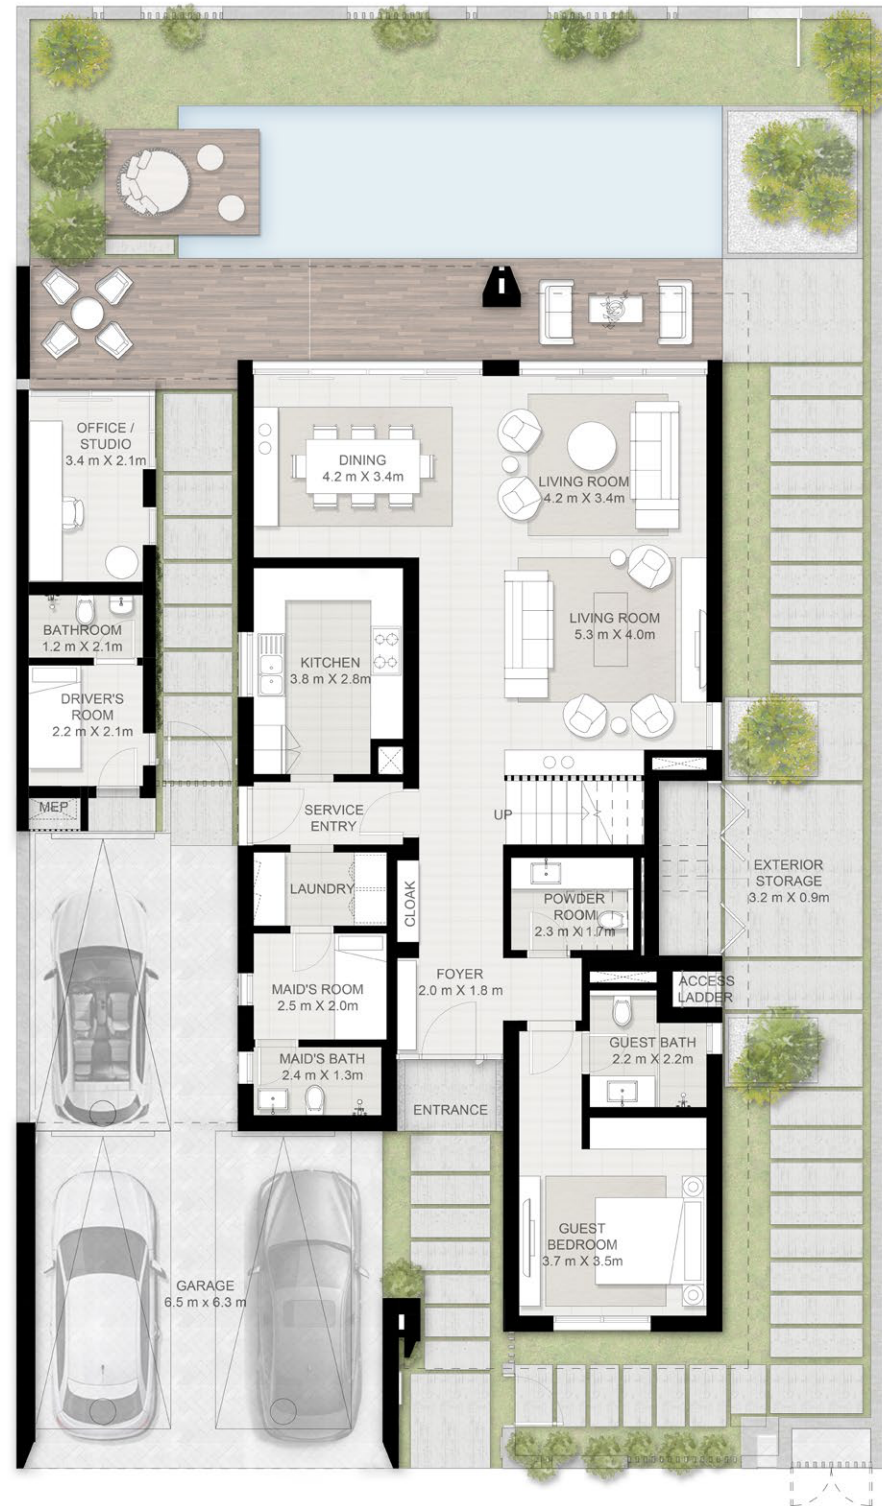 OFFICE /
STUDIO
3.4 m X 2.1m
DINING
4.2 m X 3.4m
LIVING ROOM
4.2 m X 3.4m
BATHROOM
1.2 m X 2.1m
LIVING ROOM
5.3 m X 4.0m
KITCHEN
3.8 m X 2.8m
DRIVER'S
ROOM
2.2 m X 2.1m
MEP
SERVICE
ENTRY
UP
EXTERIOR
STORAGE
3.2 m X 0.9m
LAUNDRY
CLOAK
POWDER
ROOM
2.3 m X 1.7m
FOYER
2.0 m X 1.8 m
MAID'S ROOM
2.5 m X 2.0m
ACCESS
LADDER
GUEST BATH
2.2 m X 2.2m
MAID'S BATH
2.4 m X 1.3m
ENTRANCE
GUEST
BEDROOM
3.7 m X 3.5m
GARAGE
6.5 m x 6.3 m